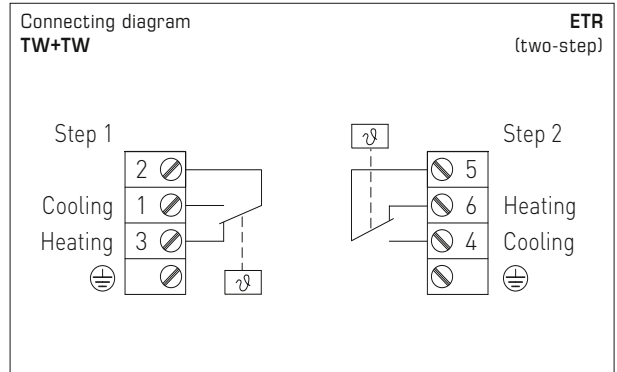 Connecting diagram
TW+TW
ETR
(two-step)
Step 1
2
Cooling 1
Heating 3
ϑ
ϑ
Step 2
5
6 Heating
4 Cooling